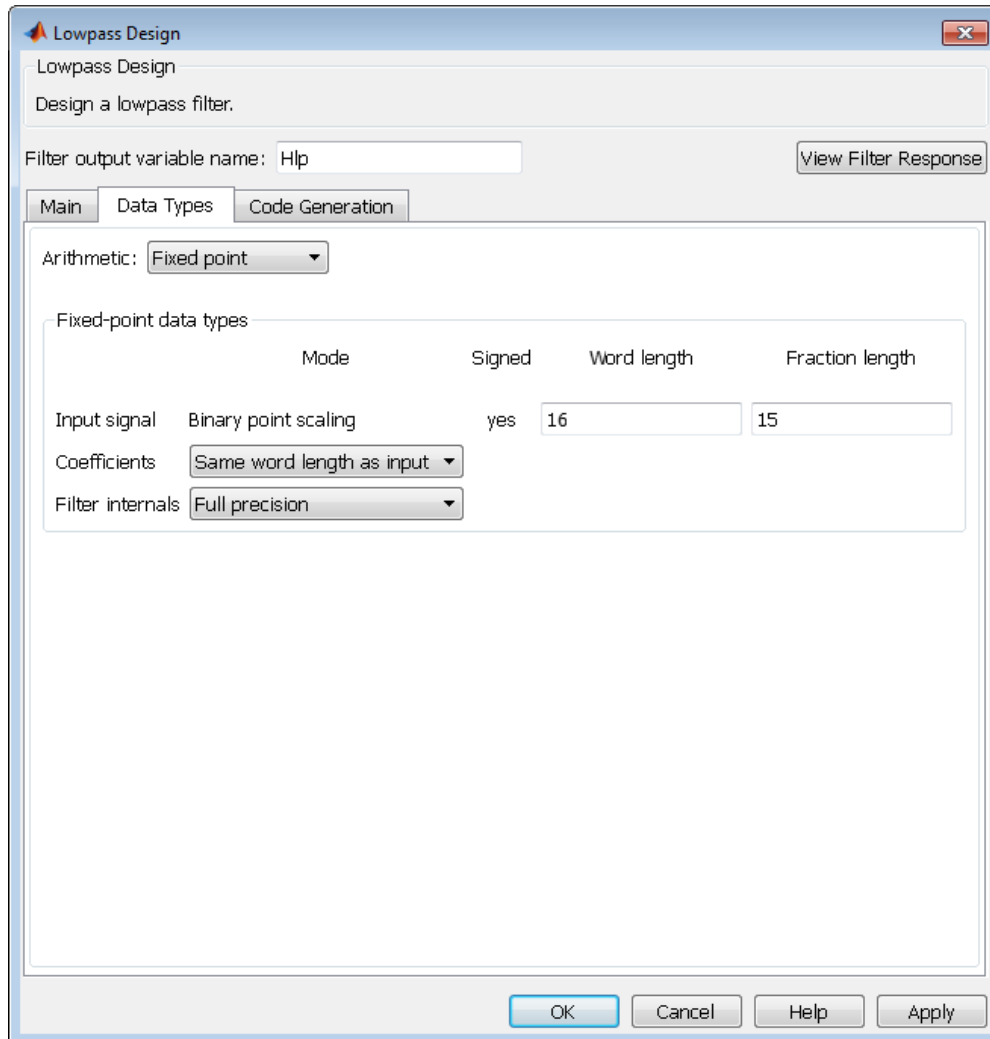 Lowpass Design
Lowpass Design
Design a lowpass filter.
Filter output variable name: Hlp View Filter Response
Main Data Types Code Generation
Arithmetic: Fixed point
Fixed-point data types
Mode Signed Word length Fraction length
Input signal Binary point scaling yes 16 15
Coefficients Same word length as input
Filter internals Full precision
OK Cancel Help Apply